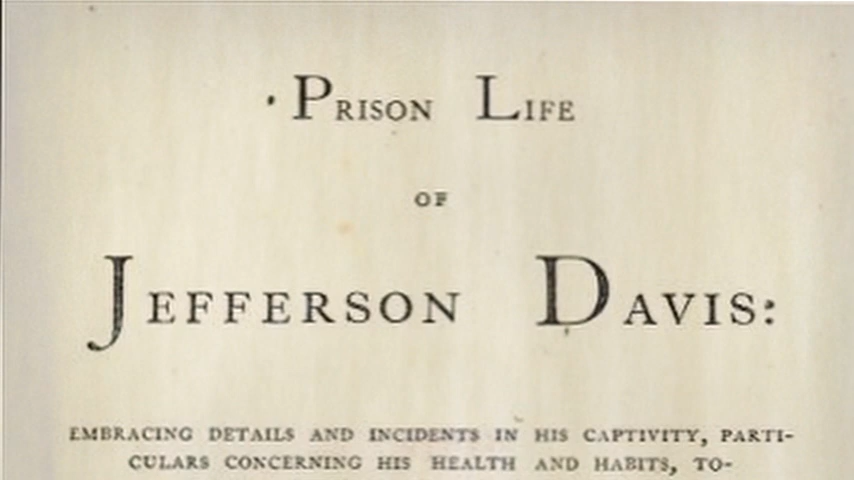 PRISON LIFE
OF
JEFFERSON DAVIS:
EMBRACING DETAILS AND INCIDENTS IN HIS CAPTIVITY, PARTI-
CULARS CONCERNING HIS HEALTH AND HABITS, TO-